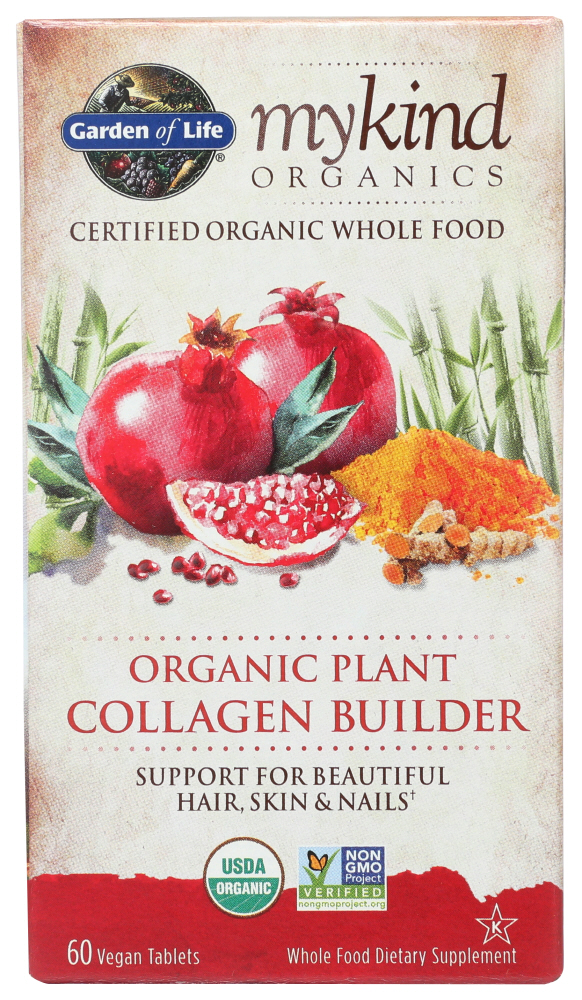 Garden of Life®
mykind
ORGANICS
CERTIFIED ORGANIC WHOLE FOOD
ORGANIC PLANT
COLLAGEN BUILDER
SUPPORT FOR BEAUTIFUL
HAIR, SKIN & NAILS†
USDA
ORGANIC
NON
GMO
Project
VERIFIED
nongmoproject.org
K
60 Vegan Tablets
Whole Food Dietary Supplement